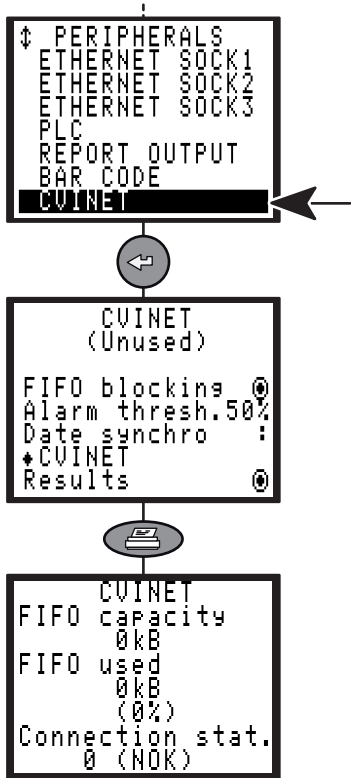 PERIPHERALS
ETHERNET SOCK1
ETHERNET SOCK2
ETHERNET SOCK3
PLC
REPORT OUTPUT
BAR CODE
CVINET
CVINET
(Unused)
FIFO blocking
Alarm thresh.50%
Date synchro :
CVINET
Results
CVINET
FIFO capacity
0kB
FIFO used
0kB
(0%)
Connection stat.
0 (NOK)